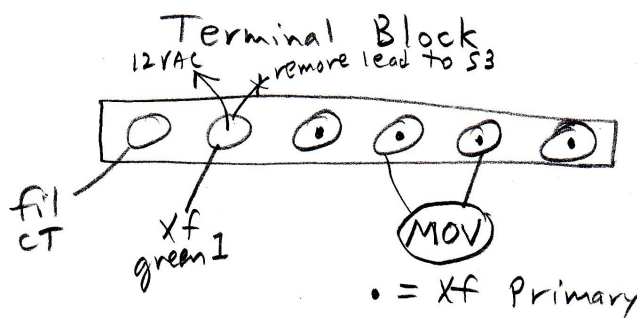 Terminal Block
12VAC
remove lead to S3
fil
CT
Xf
green 1
MOV
• = Xf Primary